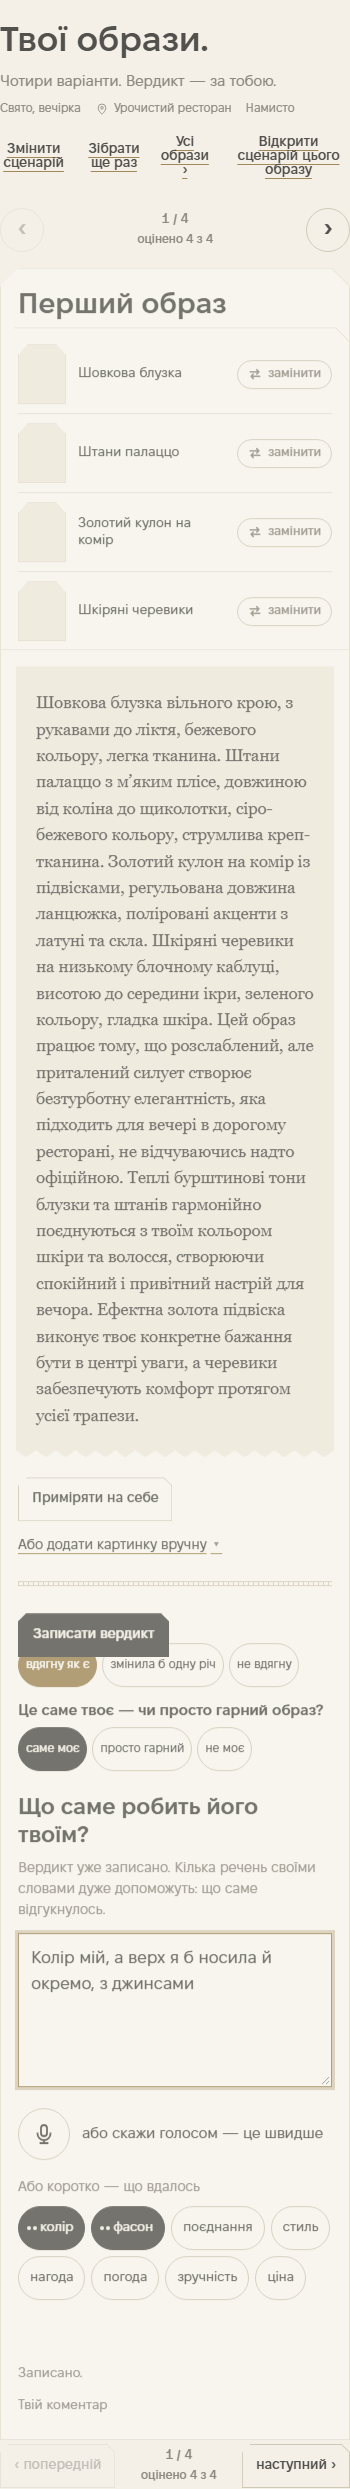 Твої образи.
Чотири варіанти. Вердикт — за тобою.
Свято, вечірка Урочистий ресторан Намисто
Змінити сценарій
Зібрати ще раз
Усі образи ›
Відкрити сценарій цього образу
‹
1 / 4
оцінено 4 з 4
›
Перший образ
Шовкова блузка
замінити
Штани палаццо
замінити
Золотий кулон на
комір
замінити
Шкіряні черевики
замінити
Шовкова блузка вільного крою, з
рукавами до ліктя, бежевого
кольору, легка тканина. Штани
палаццо з м’яким плісе, довжиною
від коліна до щиколотки, сіро-
бежевого кольору, струмлива креп-
тканина. Золотий кулон на комір із
підвісками, регульована довжина
ланцюжка, поліровані акценти з
латуні та скла. Шкіряні черевики
на низькому блочному каблуці,
висотою до середини ікри, зеленого
кольору, гладка шкіра. Цей образ
працює тому, що розслаблений, але
приталений силует створює
безтурботну елегантність, яка
підходить для вечері в дорогому
ресторані, не відчуваючись надто
офіційною. Теплі бурштинові тони
блузки та штанів гармонійно
поєднуються з твоїм кольором
шкіри та волосся, створюючи
спокійний і привітний настрій для
вечора. Ефектна золота підвіска
виконує твоє конкретне бажання
бути в центрі уваги, а черевики
забезпечують комфорт протягом
усієї трапези.
Приміряти на себе
Або додати картинку вручну
Записати вердикт
вдягну як є змінила б одну річ не вдягну
Це саме твоє — чи просто гарний образ?
саме моє просто гарний не моє
Що саме робить його
твоїм?
Вердикт уже записано. Кілька речень своїми
словами дуже допоможуть: що саме
відгукнулось.
Колір мій, а верх я б носила й
окремо, з джинсами
або скажи голосом — це швидше
Або коротко — що вдалось
колір фасон поєднання стиль
нагода погода зручність ціна
Записано.
Твій коментар
‹ попередній
1 / 4
оцінено 4 з 4
наступний ›